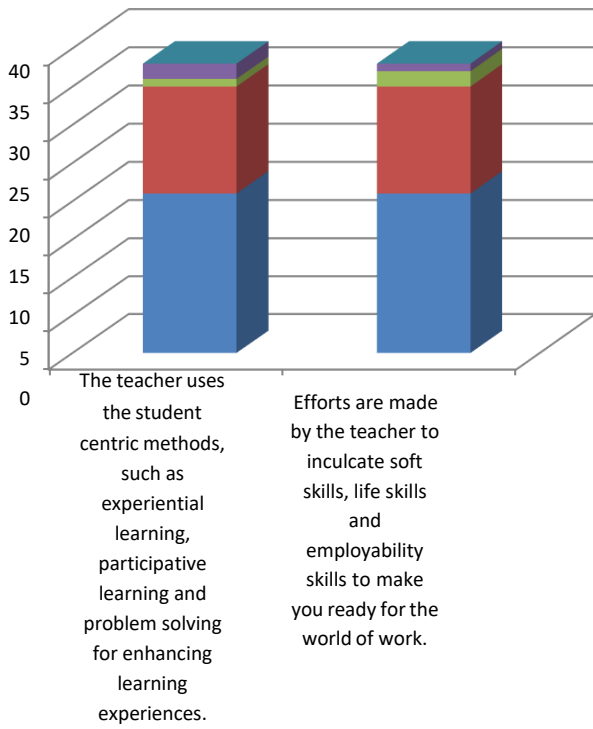 40
35
30
25
20
15
10
5
0
The teacher uses
the student
centric methods,
such as
experiential
learning,
participative
learning and
problem solving
for enhancing
learning
experiences.
Efforts are made
by the teacher to
inculcate soft
skills, life skills
and
employability
skills to make
you ready for the
world of work.